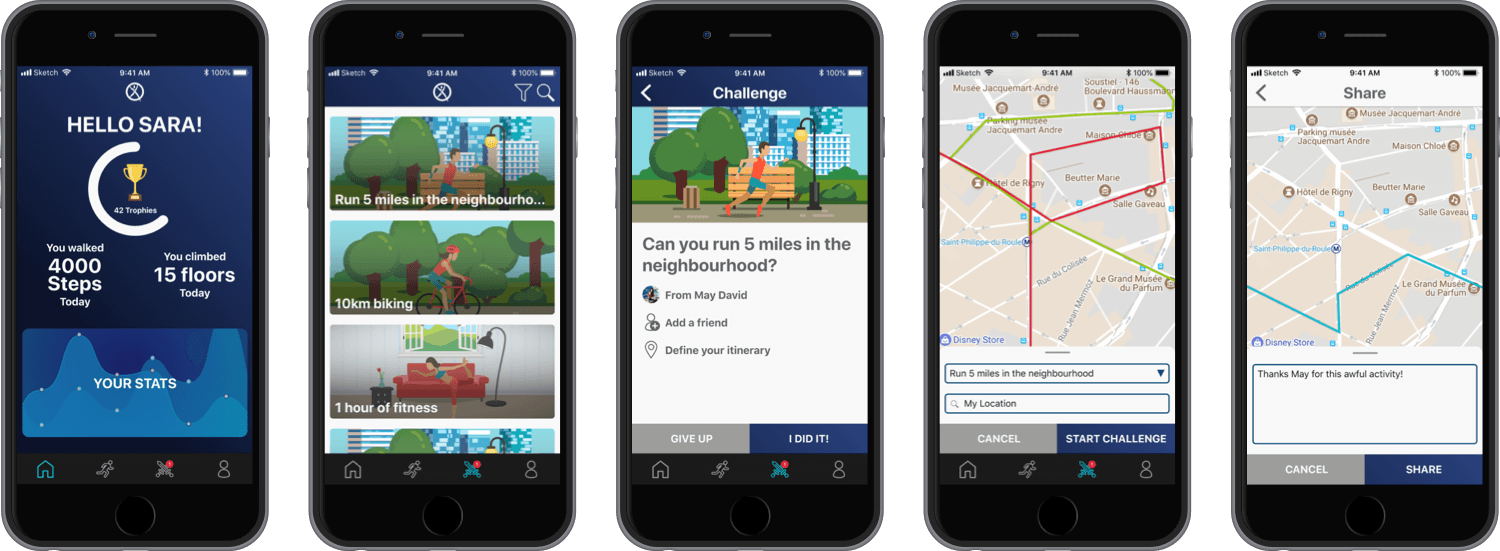 Sketch 9:41 AM 100%
HELLO SARA!
42 Trophies
You walked
4000
Steps
Today
You climbed
15 floors
Today
YOUR STATS
1
Sketch 9:41 AM 100%
Run 5 miles in the neighbourho...
10km biking
1 hour of fitness
1
Sketch 9:41 AM 100%
Challenge
Can you run 5 miles in the
neighbourhood?
From May David
Add a friend
Define your itinerary
GIVE UP
I DID IT!
1
Sketch 9:41 AM 100%
Soustiel · 146
Musée Jacquemart-André
Boulevard Haussmann
Parking musée
Jacquemart Andre
Maison Chloé
Hôtel de Rigny
Beutter Marie
Salle Gaveau
Saint-Philippe-du-Roule
M
Rue du Colisée
Le Grand Musée
du Parfum
Rue Jean Mermoz
Disney Store
Run 5 miles in the neighbourhood
My Location
CANCEL
START CHALLENGE
1
Sketch 9:41 AM 100%
Share
Musée Jacquemart-André
Parking musée
Jacquemart Andre
Maison Chloé
Hôtel de Rigny
Beutter Marie
Salle Gaveau
Saint-Philippe-du-Roule
M
Rue du Colisée
Le Grand Musée
du Parfum
Rue Jean Mermoz
Disney Store
Thanks May for this awful activity!
CANCEL
SHARE